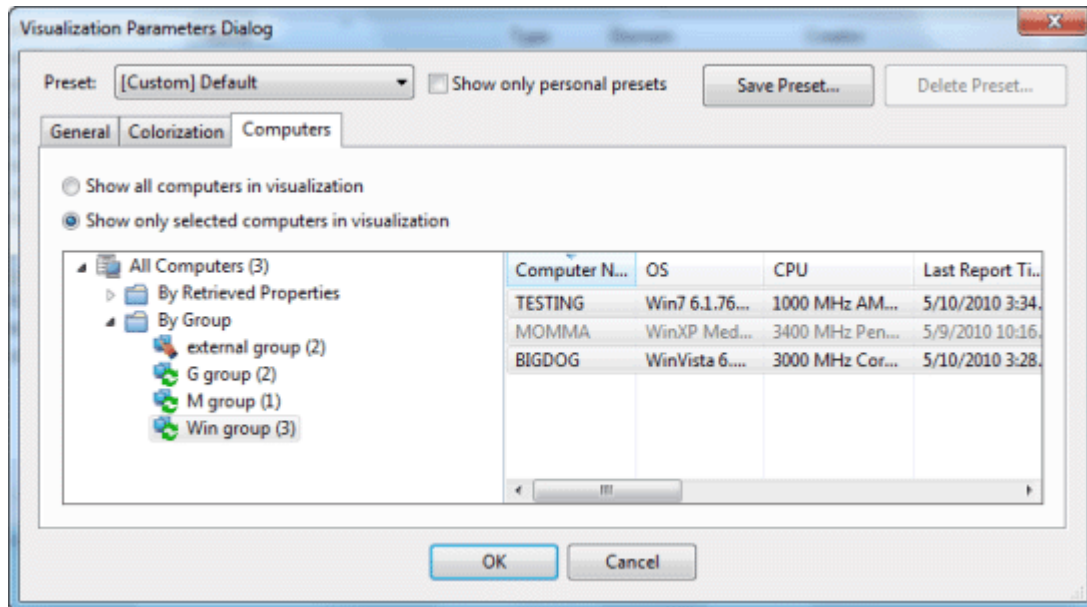 Visualization Parameters Dialog
Preset: [Custom] Default Show only personal presets Save Preset... Delete Preset...
General Colorization Computers
Show all computers in visualization
Show only selected computers in visualization
All Computers (3) Computer N... OS CPU Last Report Ti...
By Retrieved Properties TESTING Win7 6.1.76... 1000 MHz AM... 5/10/2010 3:34.
By Group MOMMA WinXP Med... 3400 MHz Pen... 5/9/2010 10:16.
external group (2) BIGDOG WinVista 6.... 3000 MHz Cor... 5/10/2010 3:28.
G group (2)
M group (1)
Win group (3)
OK Cancel